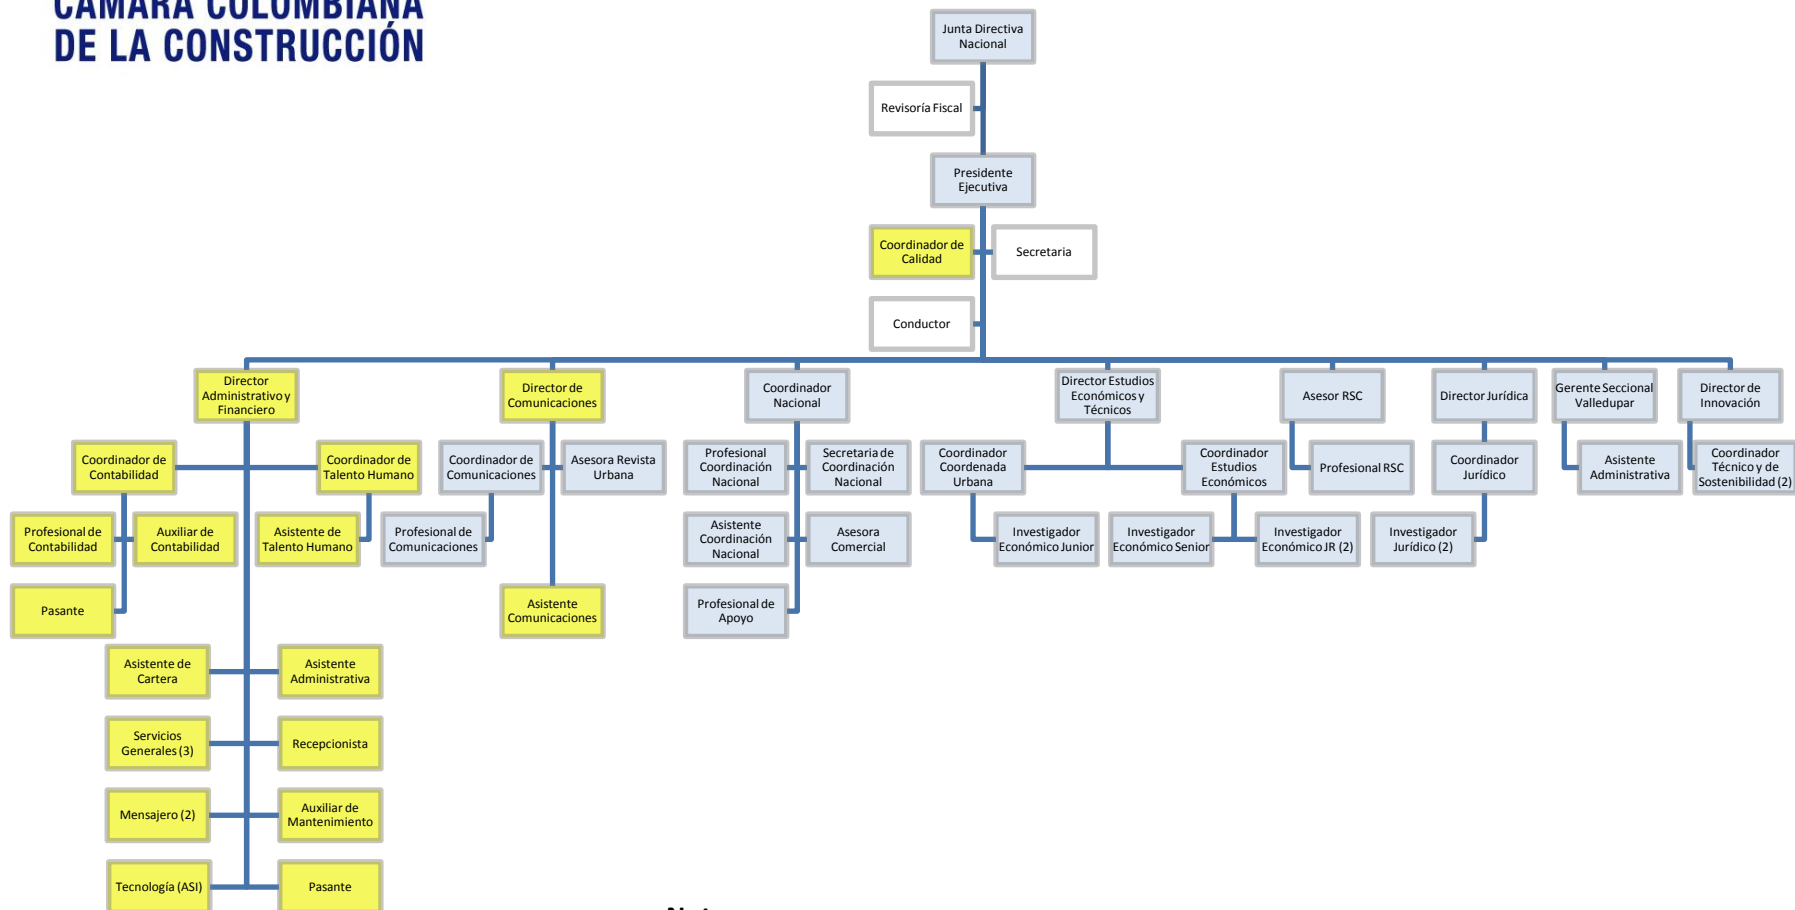 CÁMARA COLOMBIANA
DE LA CONSTRUCCIÓN
Junta Directiva
Nacional
Revisoría Fiscal
Presidente
Ejecutiva
Coordinador de
Calidad
Secretaria
Conductor
Director
Administrativo y
Financiero
Director de
Comunicaciones
Coordinador
Nacional
Director Estudios
Económicos y
Técnicos
Asesor RSC
Director Jurídica
Gerente Seccional
Valledupar
Director de
Innovación
Coordinador de
Contabilidad
Coordinador de
Talento Humano
Coordinador de
Comunicaciones
Asesora Revista
Urbana
Profesional
Coordinación
Nacional
Secretaria de
Coordinación
Nacional
Coordinador
Coordenada
Urbana
Coordinador
Estudios
Económicos
Profesional RSC
Coordinador
Jurídico
Asistente
Administrativa
Coordinador
Técnico y de
Sostenibilidad (2)
Profesional de
Contabilidad
Auxiliar de
Contabilidad
Asistente de
Talento Humano
Profesional de
Comunicaciones
Asistente
Coordinación
Nacional
Asesora
Comercial
Investigador
Económico Junior
Investigador
Económico Senior
Investigador
Económico JR (2)
Investigador
Jurídico (2)
Pasante
Asistente
Comunicaciones
Profesional de
Apoyo
Asistente de
Cartera
Asistente
Administrativa
Servicios
Generales (3)
Recepcionista
Mensajero (2)
Auxiliar de
Mantenimiento
Tecnología (ASI)
Pasante